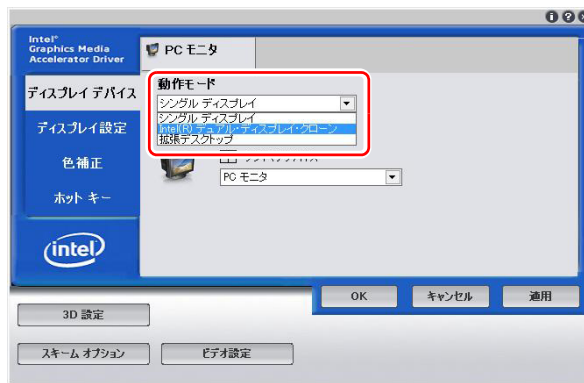 Intel®
Graphics Media
Accelerator Driver
PC モニタ
ディスプレイ デバイス
ディスプレイ設定
色補正
ホット キー
intel
動作モード
シングル ディスプレイ
シングル ディスプレイ
Intel(R) デュアル・ディスプレイ・クローン
拡張デスクトップ
PC モニタ
OK
キャンセル
適用
3D 設定
スキーム オプション
ビデオ設定